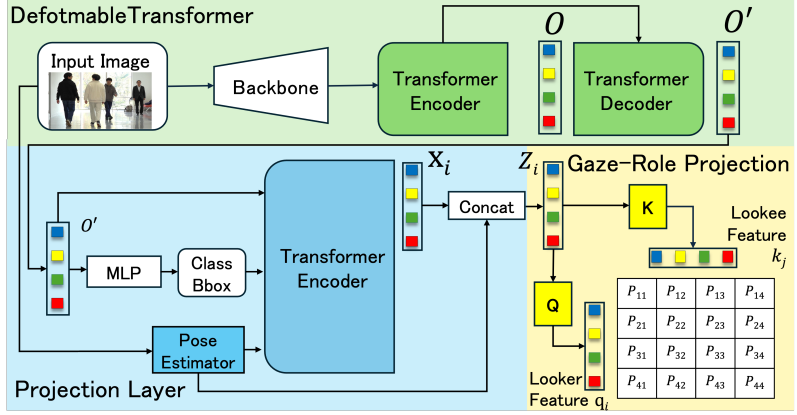 DefotmableTransformer
Input Image
Backbone
Transformer
Encoder
O
Transformer
Decoder
O′
Projection Layer
O′
MLP
Class
Bbox
Pose
Estimator
Transformer
Encoder
X_i
Concat
Gaze-Role Projection
Z_i
K
Lookee
Feature
k_j
Q
Looker
Feature q_i
P_11 P_12 P_13 P_14
P_21 P_22 P_23 P_24
P_31 P_32 P_33 P_34
P_41 P_42 P_43 P_44